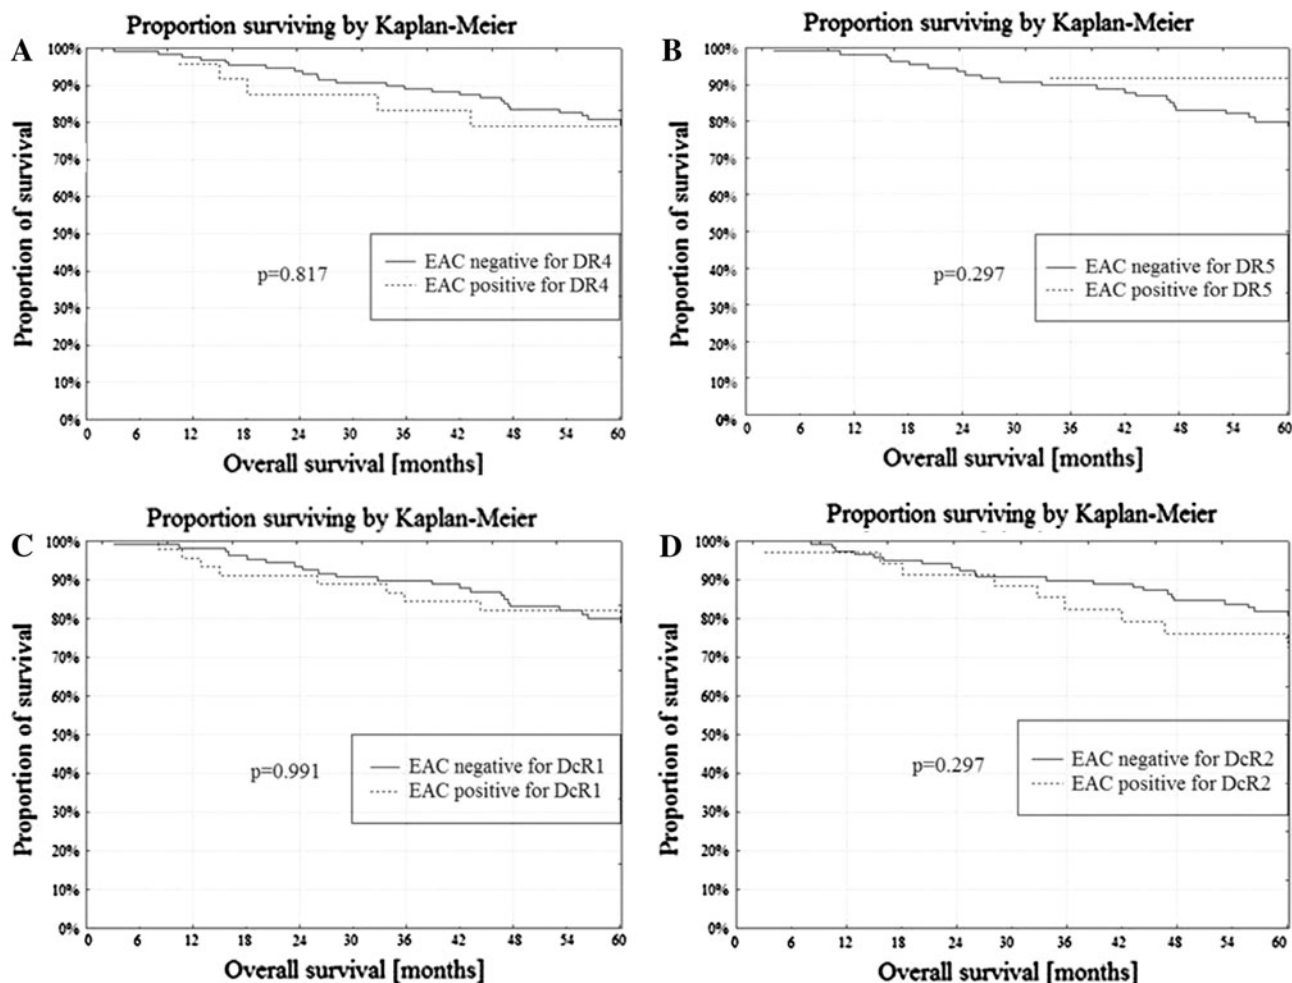 Proportion surviving by Kaplan-Meier
A
100%
90%
80%
70%
60%
50%
40%
30%
20%
10%
0%
Proportion of survival
p=0.817
EAC negative for DR4
EAC positive for DR4
0 6 12 18 24 30 36 42 48 54 60
Overall survival [months]
Proportion surviving by Kaplan-Meier
B
100%
90%
80%
70%
60%
50%
40%
30%
20%
10%
0%
Proportion of survival
p=0.297
EAC negative for DR5
EAC positive for DR5
0 6 12 18 24 30 36 42 48 54 60
Overall survival [months]
Proportion surviving by Kaplan-Meier
C
100%
90%
80%
70%
60%
50%
40%
30%
20%
10%
0%
Proportion of survival
p=0.991
EAC negative for DcR1
EAC positive for DcR1
0 6 12 18 24 30 36 42 48 54 60
Overall survival [months]
Proportion surviving by Kaplan-Meier
D
100%
90%
80%
70%
60%
50%
40%
30%
20%
10%
0%
Proportion of survival
p=0.297
EAC negative for DcR2
EAC positive for DcR2
0 6 12 18 24 30 36 42 48 54 60
Overall survival [months]